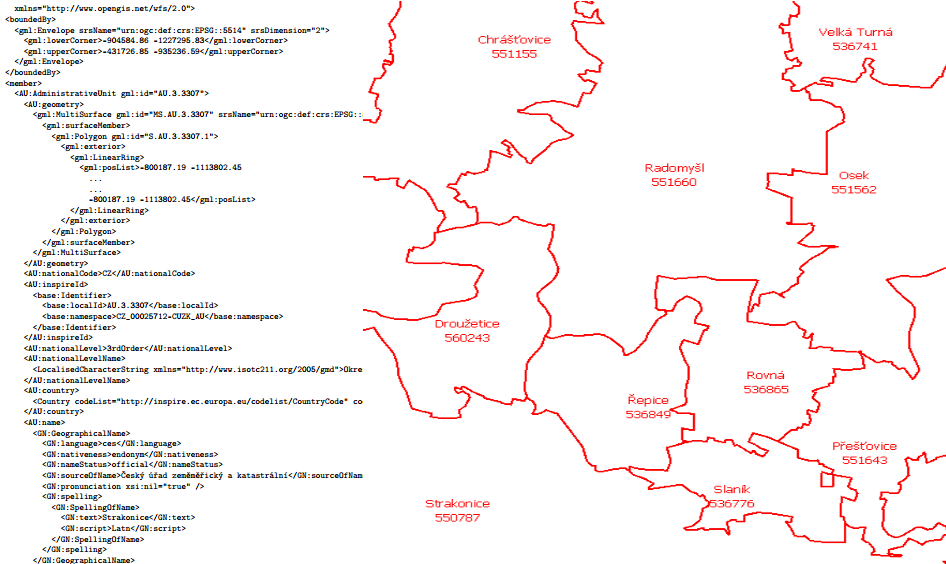 xmlns="http://www.opengis.net/wfs/2.0">
<boundedBy>
<gml:Envelope srsName="urn:ogc:def:crs:EPSG::5514" srsDimension="2">
<gml:lowerCorner>-904584.86 -1227295.83</gml:lowerCorner>
<gml:upperCorner>-431726.85 -935236.59</gml:upperCorner>
</gml:Envelope>
</boundedBy>
<member>
<AU:AdministrativeUnit gml:id="AU.3.3307">
<AU:geometry>
<gml:MultiSurface gml:id="MS.AU.3.3307" srsName="urn:ogc:def:crs:EPSG::
<gml:surfaceMember>
<gml:Polygon gml:id="S.AU.3.3307.1">
<gml:exterior>
<gml:LinearRing>
<gml:posList>-800187.19 -1113802.45
...
...
-800187.19 -1113802.45</gml:posList>
</gml:LinearRing>
</gml:exterior>
</gml:Polygon>
</gml:surfaceMember>
</gml:MultiSurface>
</AU:geometry>
<AU:nationalCode>CZ</AU:nationalCode>
<AU:inspireId>
<base:Identifier>
<base:localId>AU.3.3307</base:localId>
<base:namespace>CZ_00025712-CUZK_AU</base:namespace>
</base:Identifier>
</AU:inspireId>
<AU:nationalLevel>3rdOrder</AU:nationalLevel>
<AU:nationalLevelName>
<LocalisedCharacterString xmlns="http://www.isotc211.org/2005/gmd">Okre
</AU:nationalLevelName>
<AU:country>
<Country codeList="http://inspire.ec.europa.eu/codelist/CountryCode" co
</AU:country>
<AU:name>
<GN:GeographicalName>
<GN:language>ces</GN:language>
<GN:nativeness>endonym</GN:nativeness>
<GN:nameStatus>official</GN:nameStatus>
<GN:sourceOfName>Český úřad zeměměřický a katastrální</GN:sourceOfNam
<GN:pronunciation xsi:nil="true" />
<GN:spelling>
<GN:SpellingOfName>
<GN:text>Strakonice</GN:text>
<GN:script>Latn</GN:script>
</GN:SpellingOfName>
</GN:spelling>
</GN:GeographicalName>
Chrášťovice
551155
Velká Turná
536741
Radomyšl
551660
Osek
551562
Droužetice
560243
Rovná
536865
Řepice
536849
Přešťovice
551643
Slaník
536776
Strakonice
550787